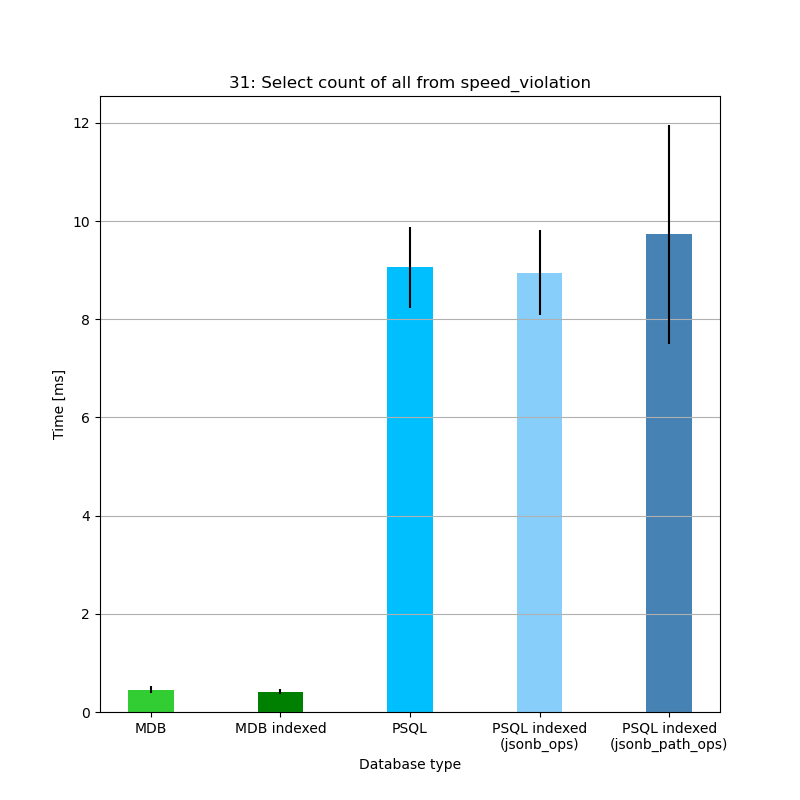 31: Select count of all from speed_violation
Time [ms]
12
10
8
6
4
2
0
MDB
MDB indexed
PSQL
PSQL indexed
(jsonb_ops)
PSQL indexed
(jsonb_path_ops)
Database type